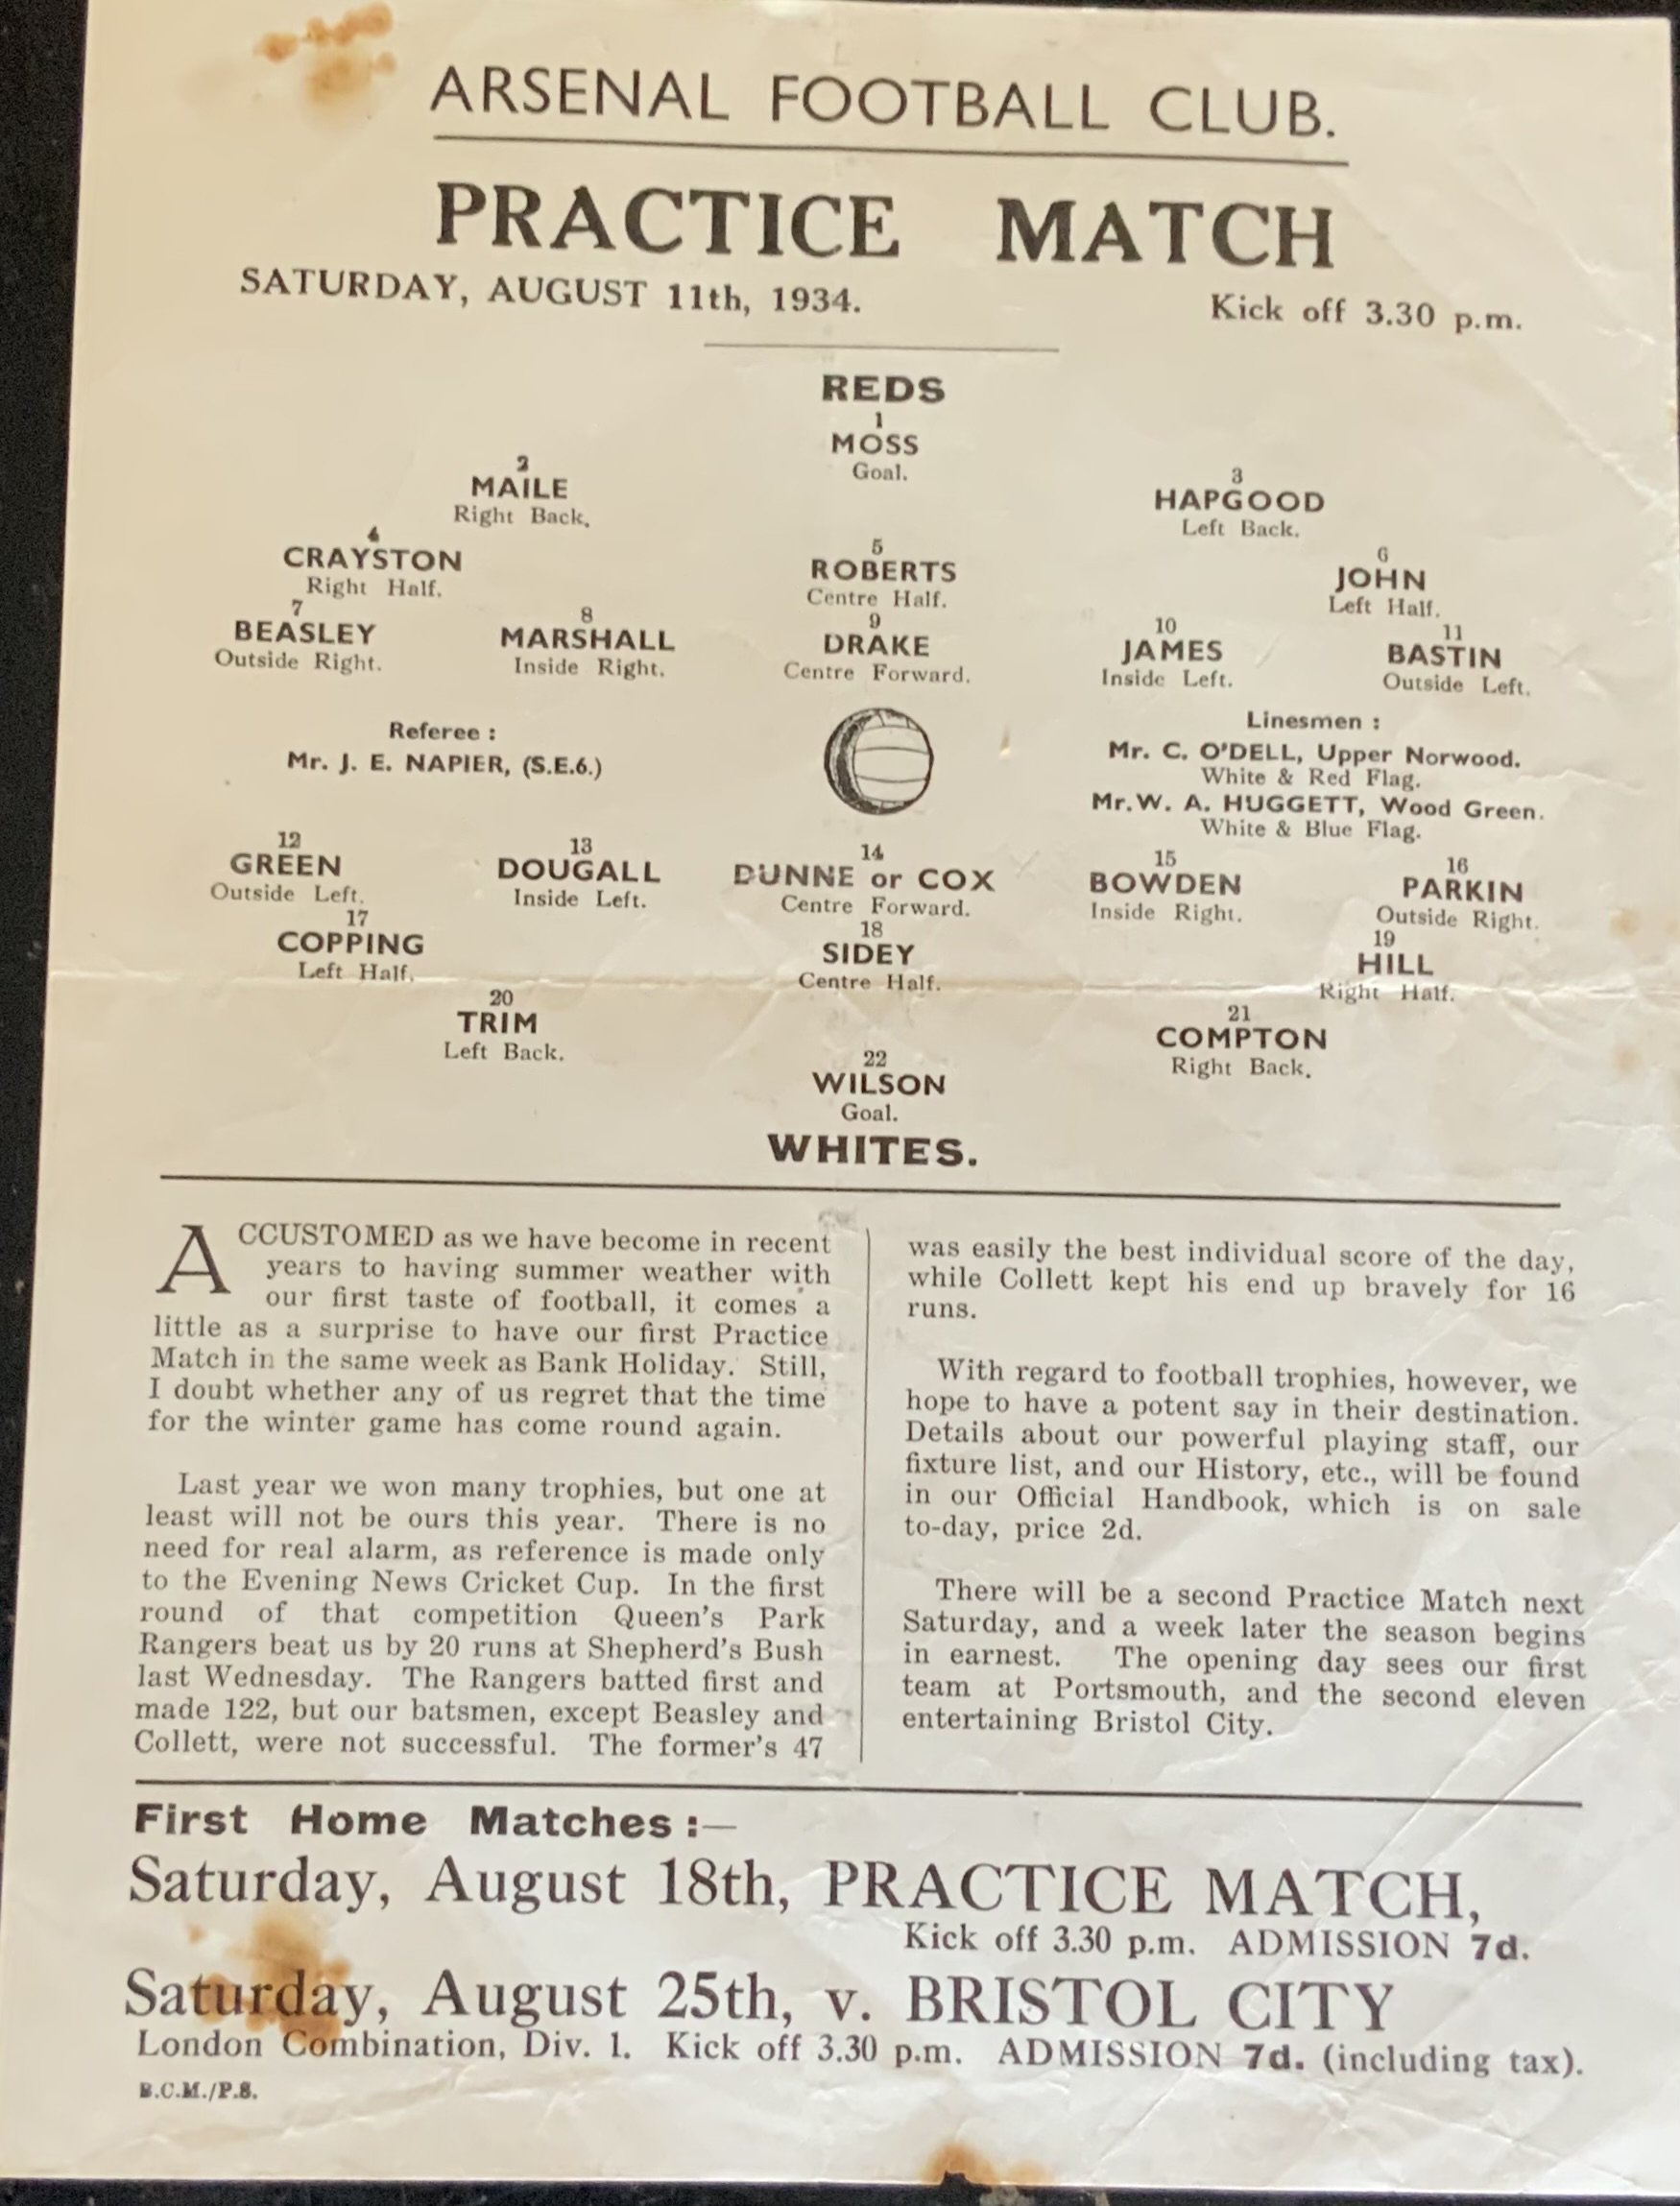 ARSENAL FOOTBALL CLUB.
PRACTICE MATCH
SATURDAY, AUGUST 11th, 1934. Kick off 3.30 p.m.
REDS
1
MOSS
Goal.
2
MAILE
Right Back.
3
HAPGOOD
Left Back.
4
CRAYSTON
Right Half.
5
ROBERTS
Centre Half.
6
JOHN
Left Half.
7
BEASLEY
Outside Right.
8
MARSHALL
Inside Right.
9
DRAKE
Centre Forward.
10
JAMES
Inside Left.
11
BASTIN
Outside Left.
Referee :
Mr. J. E. NAPIER, (S.E.6.)
Linesmen :
Mr. C. O'DELL, Upper Norwood.
White & Red Flag.
Mr. W. A. HUGGETT, Wood Green.
White & Blue Flag.
12
GREEN
Outside Left.
13
DOUGALL
Inside Left.
14
DUNNE or COX
Centre Forward.
15
BOWDEN
Inside Right.
16
PARKIN
Outside Right.
17
COPPING
Left Half.
18
SIDEY
Centre Half.
19
HILL
Right Half.
20
TRIM
Left Back.
21
COMPTON
Right Back.
22
WILSON
Goal.
WHITES.
ACCUSTOMED as we have become in recent
years to having summer weather with
our first taste of football, it comes a
little as a surprise to have our first Practice
Match in the same week as Bank Holiday. Still,
I doubt whether any of us regret that the time
for the winter game has come round again.
Last year we won many trophies, but one at
least will not be ours this year. There is no
need for real alarm, as reference is made only
to the Evening News Cricket Cup. In the first
round of that competition Queen's Park
Rangers beat us by 20 runs at Shepherd's Bush
last Wednesday. The Rangers batted first and
made 122, but our batsmen, except Beasley and
Collett, were not successful. The former's 47
was easily the best individual score of the day,
while Collett kept his end up bravely for 16
runs.
With regard to football trophies, however, we
hope to have a potent say in their destination.
Details about our powerful playing staff, our
fixture list, and our History, etc., will be found
in our Official Handbook, which is on sale
to-day, price 2d.
There will be a second Practice Match next
Saturday, and a week later the season begins
in earnest. The opening day sees our first
team at Portsmouth, and the second eleven
entertaining Bristol City.
First Home Matches :—
Saturday, August 18th, PRACTICE MATCH,
Kick off 3.30 p.m. ADMISSION 7d.
Saturday, August 25th, v. BRISTOL CITY
London Combination, Div. 1. Kick off 3.30 p.m. ADMISSION 7d. (including tax).
B.C.M./P.S.